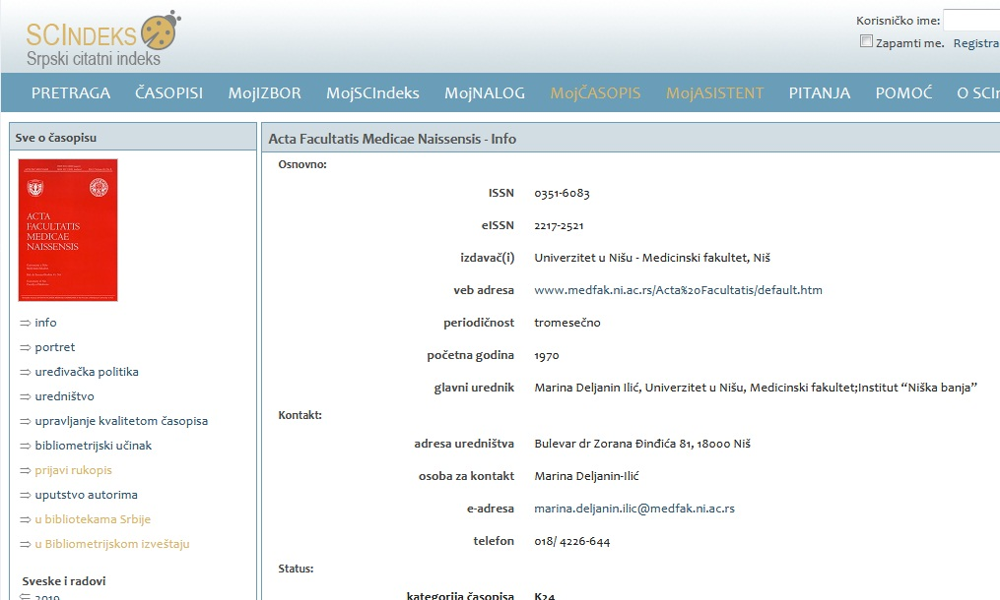 SCINDEKS
Srpski citatni indeks
Korisničko ime:
Zapamti me. Registra
PRETRAGA ČASOPISI MojIZBOR MojSCIndeks MojNALOG MojČASOPIS MojASISTENT PITANJA POMOĆ O SCIn
Sve o časopisu
ACTA
FACULTATIS
MEDICAE
NAISSENSIS
⇨ info
⇨ portret
⇨ uređivačka politika
⇨ uredništvo
⇨ upravljanje kvalitetom časopisa
⇨ bibliometrijski učinak
⇨ prijavi rukopis
⇨ uputstvo autorima
⇨ u bibliotekama Srbije
⇨ u Bibliometrijskom izveštaju
Sveske i radovi
2019
Acta Facultatis Medicae Naissensis - Info
Osnovno:
ISSN 0351-6083
eISSN 2217-2521
izdavač(i) Univerzitet u Nišu - Medicinski fakultet, Niš
veb adresa www.medfak.ni.ac.rs/Acta%20Facultatis/default.htm
periodičnost tromesečno
početna godina 1970
glavni urednik Marina Deljanin Ilić, Univerzitet u Nišu, Medicinski fakultet;Institut “Niška banja”
Kontakt:
adresa uredništva Bulevar dr Zorana Đinđića 81, 18000 Niš
osoba za kontakt Marina Deljanin-Ilić
e-adresa marina.deljanin.ilic@medfak.ni.ac.rs
telefon 018/ 4226-644
Status:
kategorija časopisa K24